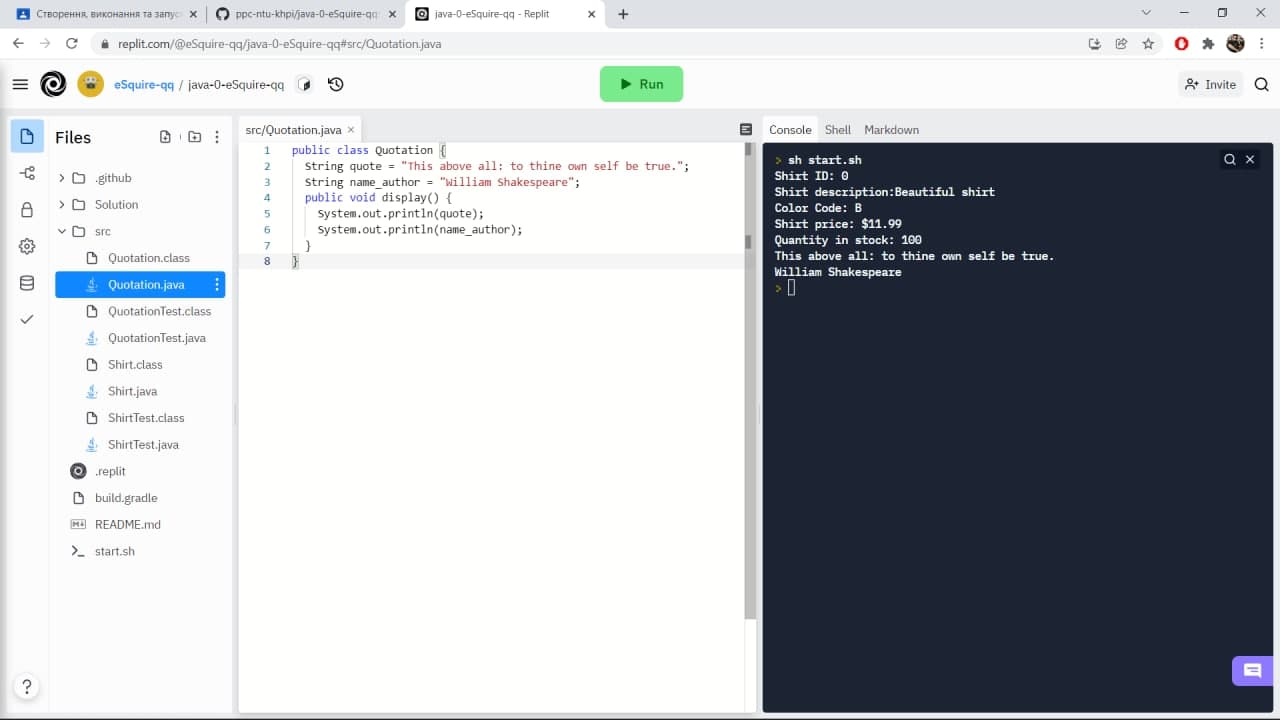 Створення, виконання та запус
ppc-ntu-khpi/java-0-eSquire-qq
java-0-eSquire-qq - Replit
replit.com/@eSquire-qq/java-0-eSquire-qq#src/Quotation.java
eSquire-qq / java-0-eSquire-qq
Run
Invite
Files
.github
Solution
src
Quotation.class
Quotation.java
QuotationTest.class
QuotationTest.java
Shirt.class
Shirt.java
ShirtTest.class
ShirtTest.java
.replit
build.gradle
README.md
start.sh
src/Quotation.java
1 public class Quotation {
2 String quote = "This above all: to thine own self be true.";
3 String name_author = "William Shakespeare";
4 public void display() {
5 System.out.println(quote);
6 System.out.println(name_author);
7 }
8 }
Console Shell Markdown
> sh start.sh
Shirt ID: 0
Shirt description:Beautiful shirt
Color Code: B
Shirt price: $11.99
Quantity in stock: 100
This above all: to thine own self be true.
William Shakespeare
>
?